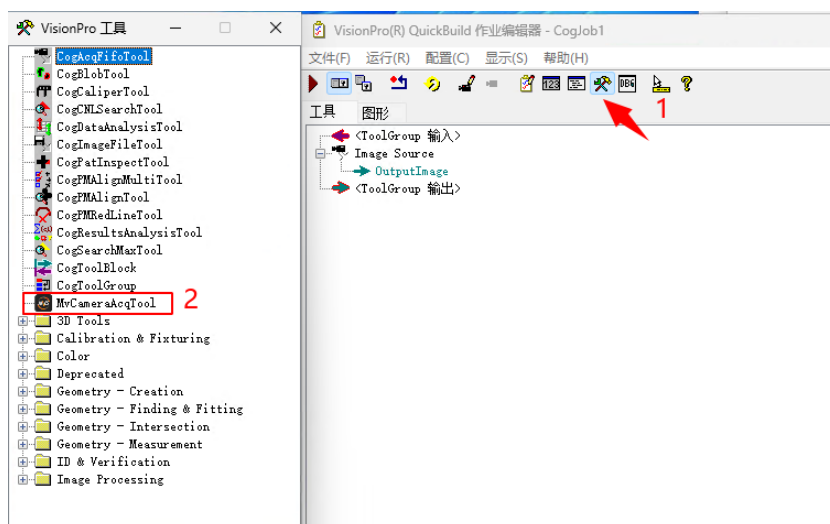 VisionPro 工具
CogAcqFifoTool
CogBlobTool
CogCaliperTool
CogCNLSearchTool
CogDataAnalysisTool
CogImageFileTool
CogPatInspectTool
CogPMAlignMultiTool
CogPMAlignTool
CogPMRedLineTool
CogResultsAnalysisTool
CogSearchMaxTool
CogToolBlock
CogToolGroup
MvCameraAcqTool
2
3D Tools
Calibration & Fixturing
Color
Deprecated
Geometry - Creation
Geometry - Finding & Fitting
Geometry - Intersection
Geometry - Measurement
ID & Verification
Image Processing
VisionPro(R) QuickBuild 作业编辑器 - CogJob1
文件(F) 运行(R) 配置(C) 显示(S) 帮助(H)
123
1
工具 图形
<ToolGroup 输入>
Image Source
OutputImage
<ToolGroup 输出>